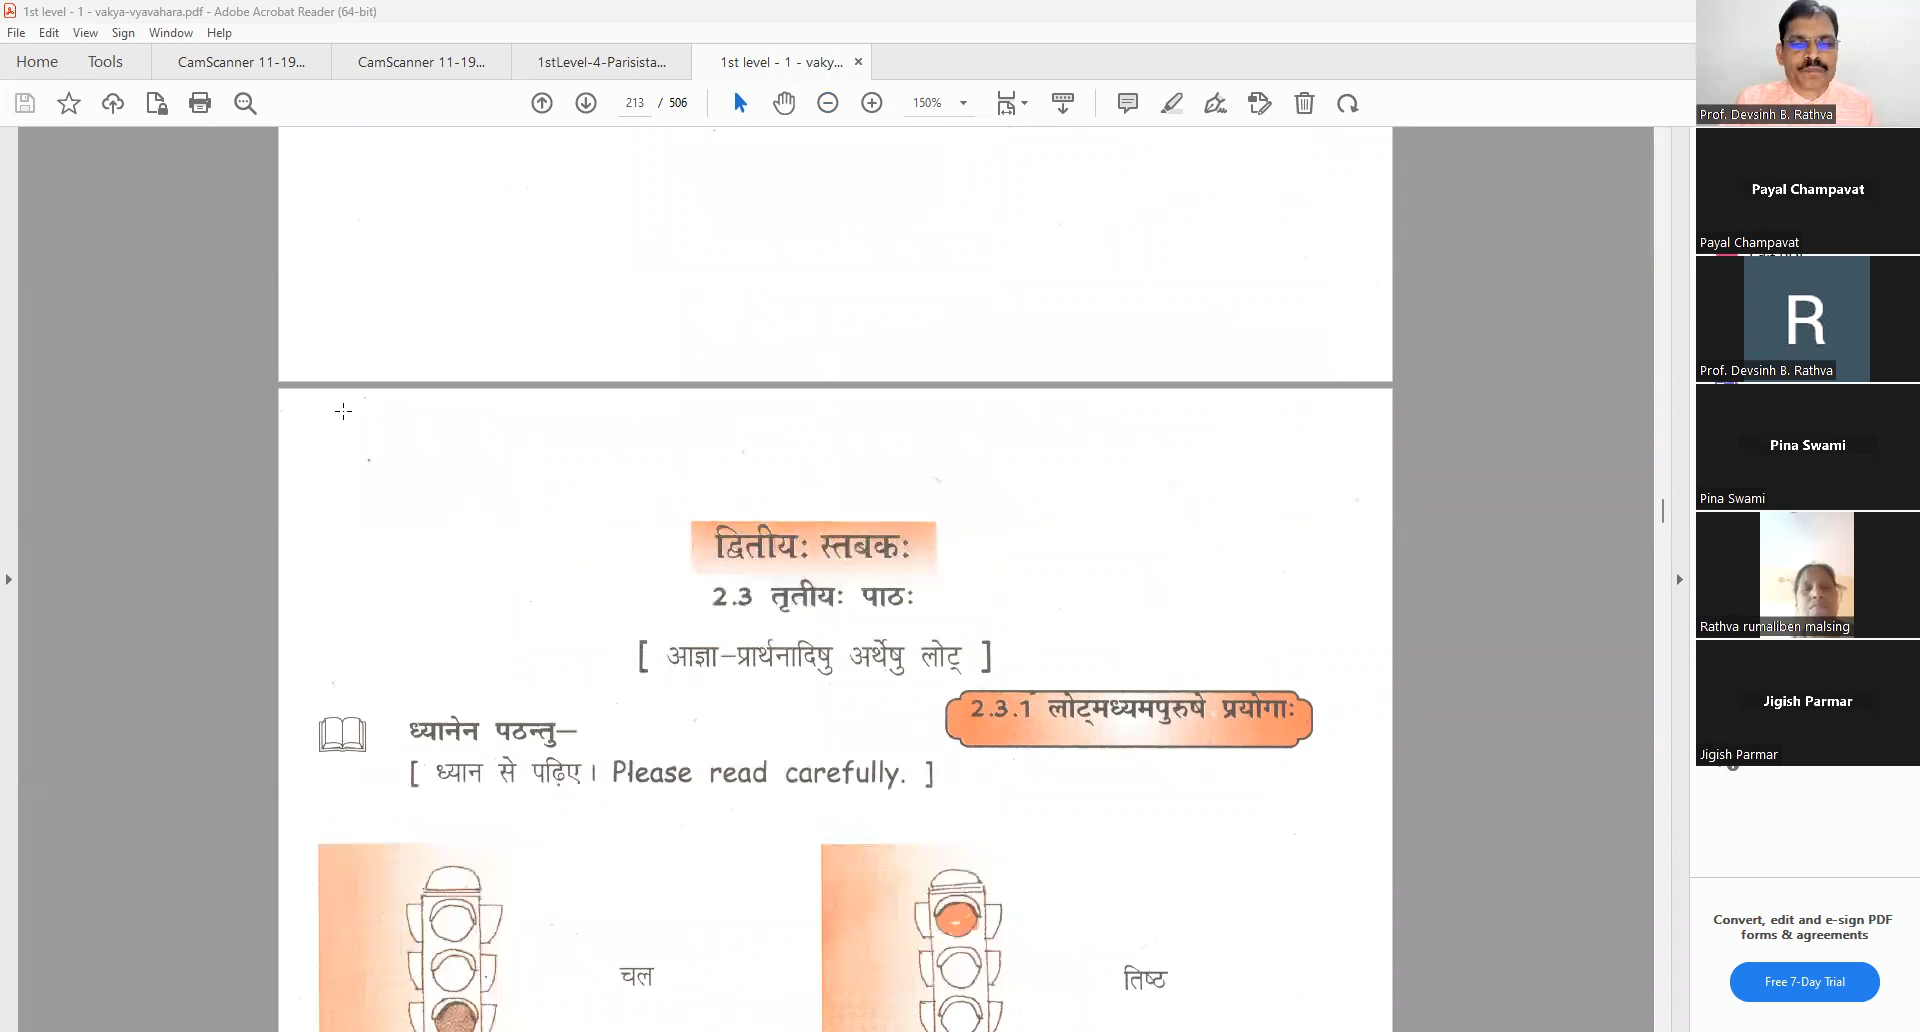 1st level - 1 - vakya-vyavahara.pdf - Adobe Acrobat Reader (64-bit)
File Edit View Sign Window Help
Home Tools CamScanner 11-19... CamScanner 11-19... 1stLevel-4-Parisista... 1st level - 1 - vaky... ×
213 / 506 150%
द्वितीयः स्तबकः
2.3 तृतीयः पाठः
[ आज्ञा-प्रार्थनादिषु अर्थेषु लोट् ]
2.3.1 लोट्मध्यमपुरुषे प्रयोगाः
ध्यानेन पठन्तु—
[ ध्यान से पढ़िए। Please read carefully. ]
चल
तिष्ठ
Prof. Devsinh B. Rathva
Payal Champavat
Payal Champavat
R
Prof. Devsinh B. Rathva
Pina Swami
Pina Swami
Rathva rumaliben malsing
Jigish Parmar
Jigish Parmar
Convert, edit and e-sign PDF
forms & agreements
Free 7-Day Trial